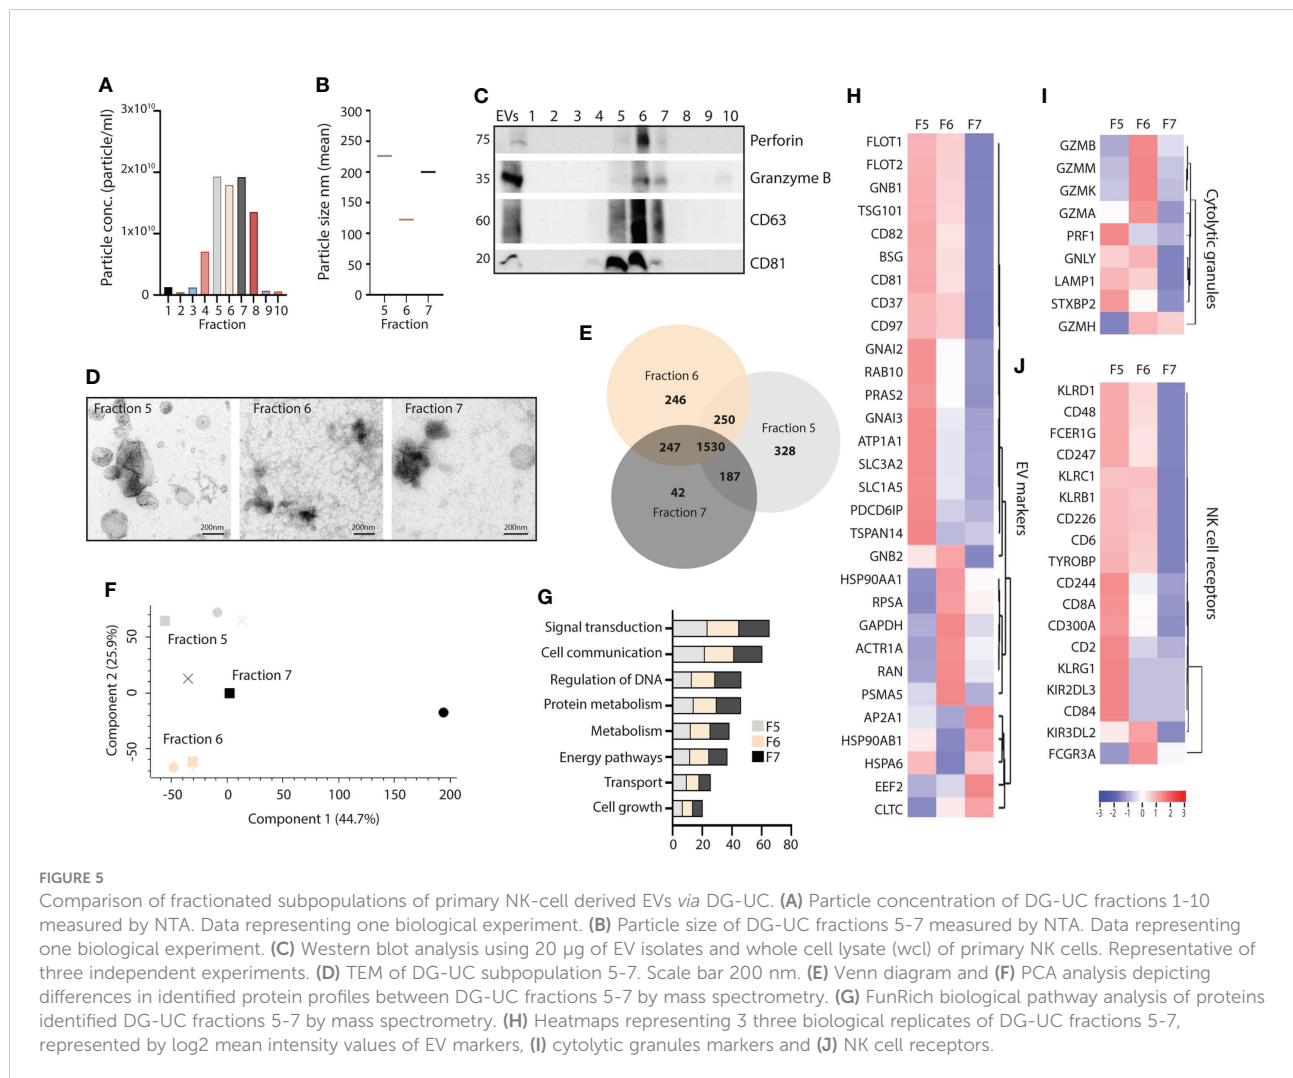 A
Particle conc. (particle/ml)
3x10¹⁰
2x10¹⁰
1x10¹⁰
0
1 2 3 4 5 6 7 8 9 10
Fraction
B
Particle size nm (mean)
300
250
200
150
100
50
0
5 6 7
Fraction
C
EVs 1 2 3 4 5 6 7 8 9 10
75 Perforin
35 Granzyme B
60 CD63
20 CD81
D
Fraction 5 Fraction 6 Fraction 7
200nm 200nm 200nm
E
Fraction 6
246
250
Fraction 5
328
247 1530
187
42
Fraction 7
F
Component 2 (25.9%)
50
0
-50
Fraction 5
Fraction 7
Fraction 6
-50 0 50 100 150 200
Component 1 (44.7%)
G
Signal transduction
Cell communication
Regulation of DNA
Protein metabolism
Metabolism
Energy pathways
Transport
Cell growth
F5
F6
F7
0 20 40 60 80
H
F5 F6 F7
FLOT1
FLOT2
GNB1
TSG101
CD82
BSG
CD81
CD37
CD97
GNAI2
RAB10
PRAS2
GNAI3
ATP1A1
SLC3A2
SLC1A5
PDCD6IP
TSPAN14
GNB2
HSP90AA1
RPSA
GAPDH
ACTR1A
RAN
PSMA5
AP2A1
HSP90AB1
HSPA6
EEF2
CLTC
EV markers
I
F5 F6 F7
GZMB
GZMM
GZMK
GZMA
PRF1
GNLY
LAMP1
STXBP2
GZMH
Cytolytic granules
J
F5 F6 F7
KLRD1
CD48
FCER1G
CD247
KLRC1
KLRB1
CD226
CD6
TYROBP
CD244
CD8A
CD300A
CD2
KLRG1
KIR2DL3
CD84
KIR3DL2
FCGR3A
NK cell receptors
-3 -2 -1 0 1 2 3
FIGURE 5
Comparison of fractionated subpopulations of primary NK-cell derived EVs via DG-UC. (A) Particle concentration of DG-UC fractions 1-10
measured by NTA. Data representing one biological experiment. (B) Particle size of DG-UC fractions 5-7 measured by NTA. Data representing
one biological experiment. (C) Western blot analysis using 20 µg of EV isolates and whole cell lysate (wcl) of primary NK cells. Representative of
three independent experiments. (D) TEM of DG-UC subpopulation 5-7. Scale bar 200 nm. (E) Venn diagram and (F) PCA analysis depicting
differences in identified protein profiles between DG-UC fractions 5-7 by mass spectrometry. (G) FunRich biological pathway analysis of proteins
identified DG-UC fractions 5-7 by mass spectrometry. (H) Heatmaps representing 3 three biological replicates of DG-UC fractions 5-7,
represented by log2 mean intensity values of EV markers, (I) cytolytic granules markers and (J) NK cell receptors.